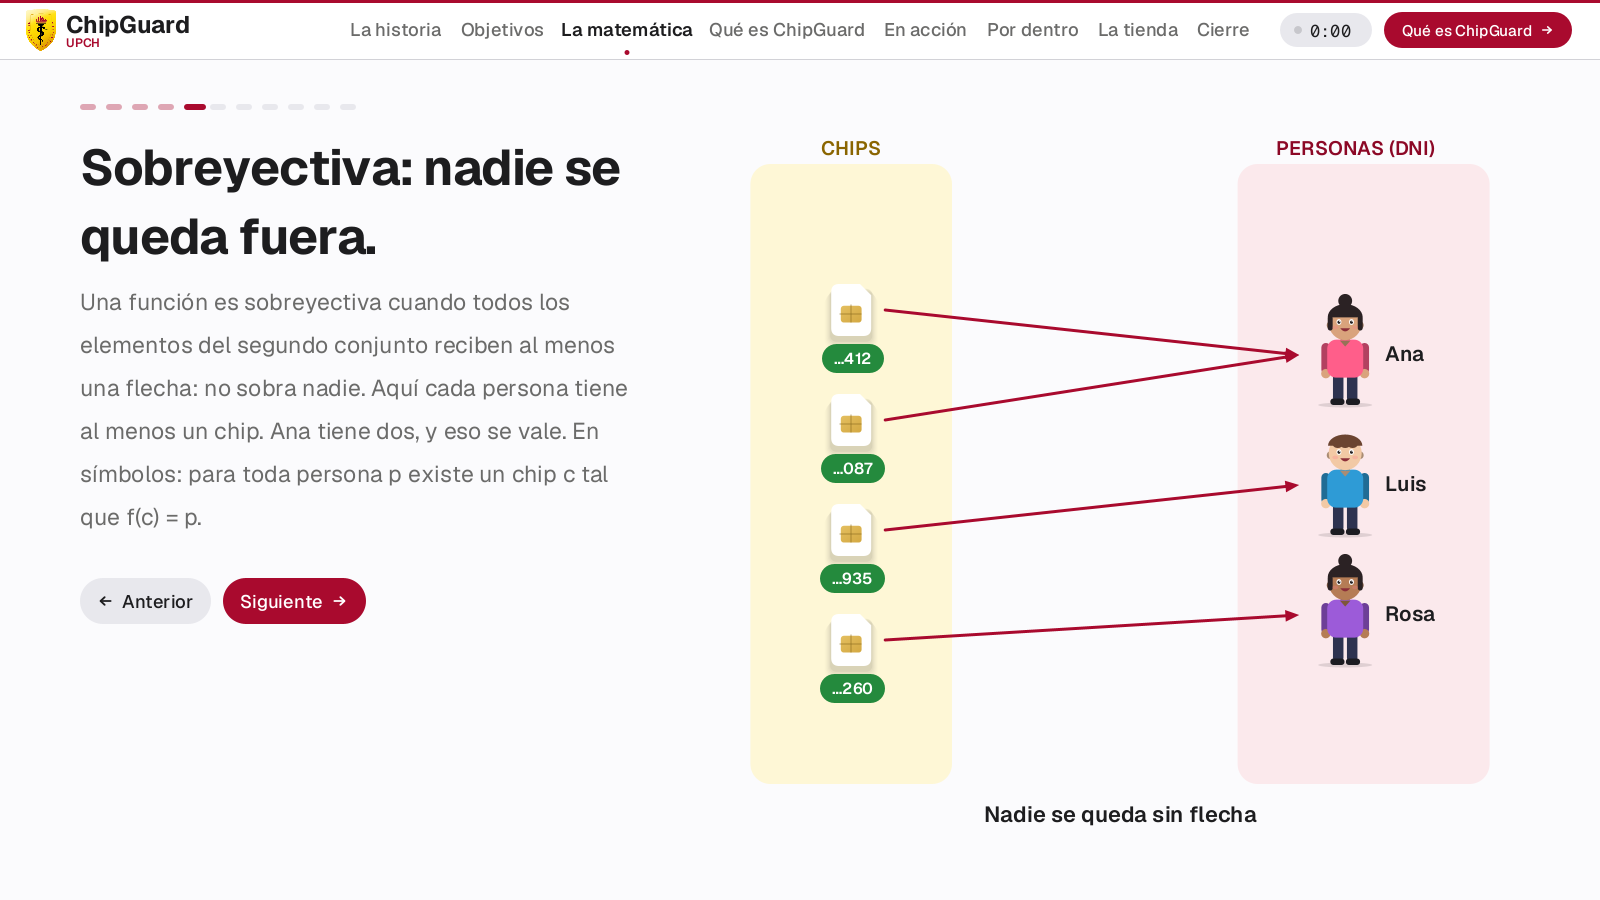 ChipGuard
UPCH
La historia
Objetivos
La matemática
Qué es ChipGuard
En acción
Por dentro
La tienda
Cierre
0:00
Qué es ChipGuard →
Sobreyectiva: nadie se
queda fuera.
Una función es sobreyectiva cuando todos los
elementos del segundo conjunto reciben al menos
una flecha: no sobra nadie. Aquí cada persona tiene
al menos un chip. Ana tiene dos, y eso se vale. En
símbolos: para toda persona p existe un chip c tal
que f(c) = p.
← Anterior
Siguiente →
CHIPS
...412
...087
...935
...260
PERSONAS (DNI)
Ana
Luis
Rosa
Nadie se queda sin flecha